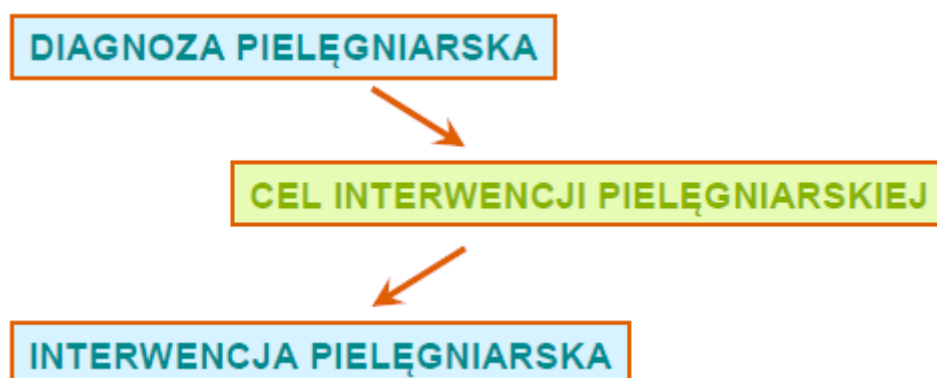 DIAGNOZA PIELĘGNIARSKA
CEL INTERWENCJI PIELĘGNIARSKIEJ
INTERWENCJA PIELĘGNIARSKA